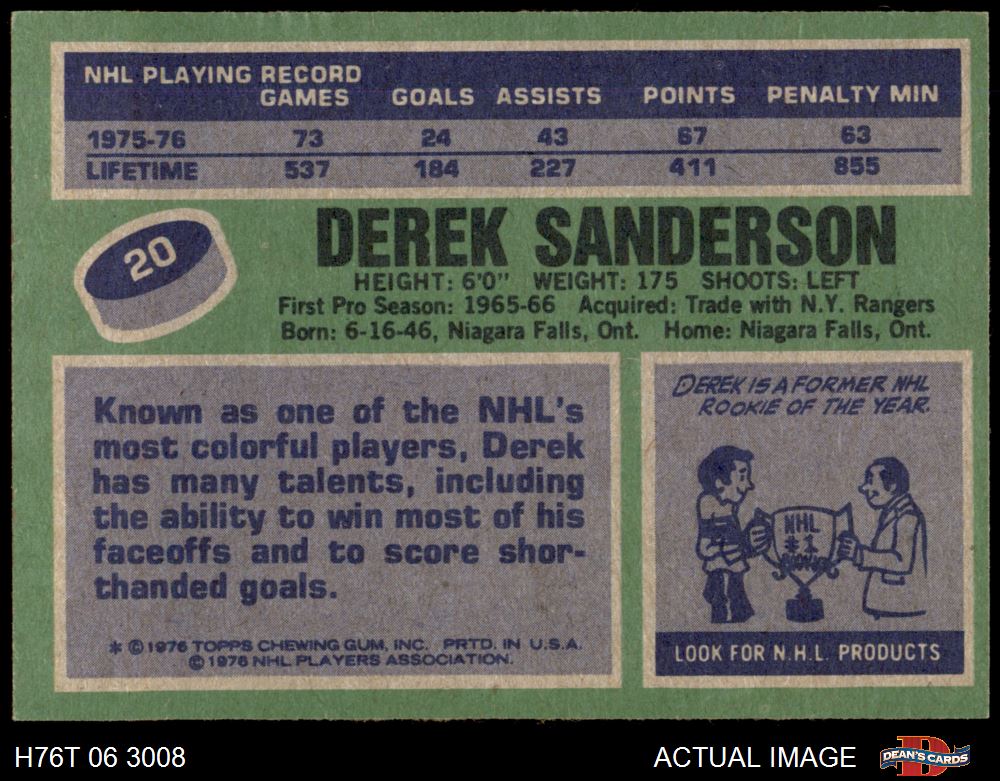 NHL PLAYING RECORD
GAMES GOALS ASSISTS POINTS PENALTY MIN
1975-76 73 24 43 67 63
LIFETIME 537 184 227 411 855
20
DEREK SANDERSON
HEIGHT: 6'0" WEIGHT: 175 SHOOTS: LEFT
First Pro Season: 1965-66 Acquired: Trade with N.Y. Rangers
Born: 6-16-46, Niagara Falls, Ont. Home: Niagara Falls, Ont.
Known as one of the NHL's
most colorful players, Derek
has many talents, including
the ability to win most of his
faceoffs and to score shor-
thanded goals.
* © 1976 TOPPS CHEWING GUM, INC. PRTD. IN U.S.A.
© 1976 NHL PLAYERS ASSOCIATION.
DEREK IS A FORMER NHL
ROOKIE OF THE YEAR.
NHL
#1
LOOK FOR N.H.L. PRODUCTS
H76T 06 3008
ACTUAL IMAGE
DEAN'S CARDS